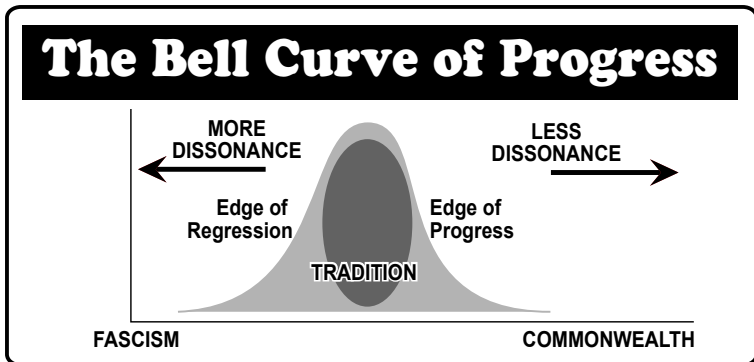 The Bell Curve of Progress
MORE
DISSONANCE
LESS
DISSONANCE
Edge of
Regression
Edge of
Progress
TRADITION
FASCISM
COMMONWEALTH